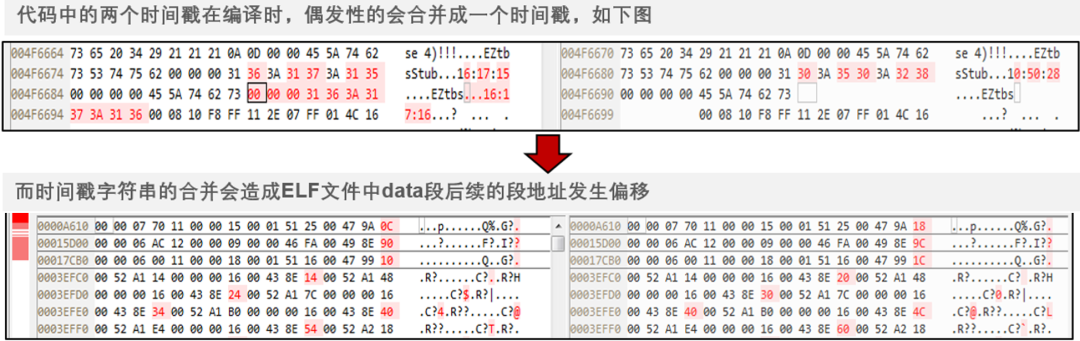 代码中的两个时间戳在编译时，偶发性的会合并成一个时间戳，如下图
004F6664 73 65 20 34 29 21 21 21 0A 0D 00 00 45 5A 74 62 se 4)!!!....EZtb
004F6674 73 53 74 75 62 00 00 00 31 36 3A 31 37 3A 31 35 sStub...16:17:15
004F6684 00 00 00 00 45 5A 74 62 73 00 00 00 31 36 3A 31 ....EZtbs...16:1
004F6694 37 3A 31 36 00 08 10 F8 FF 11 2E 07 FF 01 4C 16 7:16...? ... .
004F6670 73 65 20 34 29 21 21 21 0A 0D 00 00 45 5A 74 62 se 4)!!!....EZtb
004F6680 73 53 74 75 62 00 00 00 31 30 3A 35 30 3A 32 38 sStub...10:50:28
004F6690 00 00 00 00 45 5A 74 62 73 ....EZtbs
004F6699 00 08 10 F8 FF 11 2E 07 FF 01 4C 16 ...? ... .
而时间戳字符串的合并会造成ELF文件中data段后续的段地址发生偏移
0000A610 00 00 07 70 11 00 00 15 00 01 51 25 00 47 9A 0C ...p......Q%.G?.
00015D00 00 00 06 AC 12 00 00 09 00 00 46 FA 00 49 8E 90 ...?......F?.I??
00017CB0 00 00 06 00 11 00 00 18 00 01 51 16 00 47 99 10 ..........Q..G?.
0003EFC0 00 52 A1 14 00 00 00 16 00 43 8E 14 00 52 A1 48 .R?......C?..R?H
0003EFD0 00 00 00 16 00 43 8E 24 00 52 A1 7C 00 00 00 16 .....C?$.R?|....
0003EFE0 00 43 8E 34 00 52 A1 B0 00 00 00 16 00 43 8E 40 .C?4.R??.....C?@
0003EFF0 00 52 A1 E4 00 00 00 16 00 43 8E 54 00 52 A2 18 .R??.....C?T.R?.
0000A610 00 00 07 70 11 00 00 15 00 01 51 25 00 47 9A 18 ...p......Q%.G?.
00015D00 00 00 06 AC 12 00 00 09 00 00 46 FA 00 49 8E 9C ...?......F?.I??
00017CB0 00 00 06 00 11 00 00 18 00 01 51 16 00 47 99 1C ..........Q..G?.
0003EFC0 00 52 A1 14 00 00 00 16 00 43 8E 20 00 52 A1 48 .R?......C? .R?H
0003EFD0 00 00 00 16 00 43 8E 30 00 52 A1 7C 00 00 00 16 .....C?0.R?|....
0003EFE0 00 43 8E 40 00 52 A1 B0 00 00 00 16 00 43 8E 4C .C?@.R??.....C?L
0003EFF0 00 52 A1 E4 00 00 00 16 00 43 8E 60 00 52 A2 18 .R??.....C?`.R?.